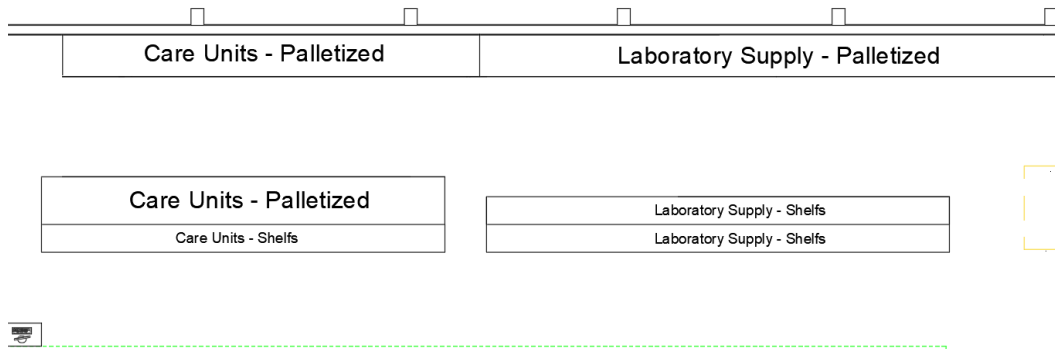 Care Units - Palletized
Laboratory Supply - Palletized
Care Units - Palletized
Care Units - Shelfs
Laboratory Supply - Shelfs
Laboratory Supply - Shelfs